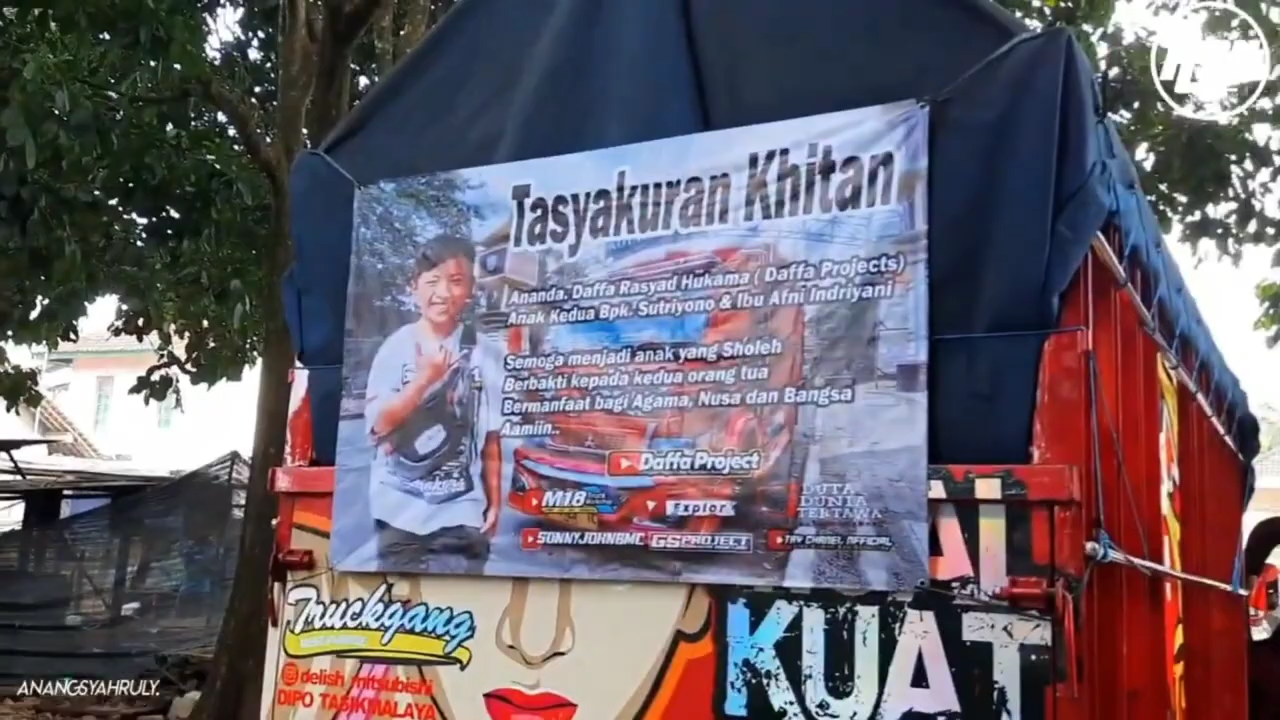 Tasyakuran Khitan
Ananda. Daffa Rasyad Hukama ( Daffa Projects)
Anak Kedua Bpk. Sutriyono & Ibu Afni Indriyani
Semoga menjadi anak yang Sholeh
Berbakti kepada kedua orang tua
Bermanfaat bagi Agama, Nusa dan Bangsa
Aamiin..
Daffa Project
M18
Explor
DUTA
DUNIA
TERTAWA
SONNYJOHNBMC
GS PROJECT
TRY CHANEL OFFICIAL
Truckgang
delish mitsubishi
DIPO TASIKMALAYA
KUAT
ANANGSYAHRULY.